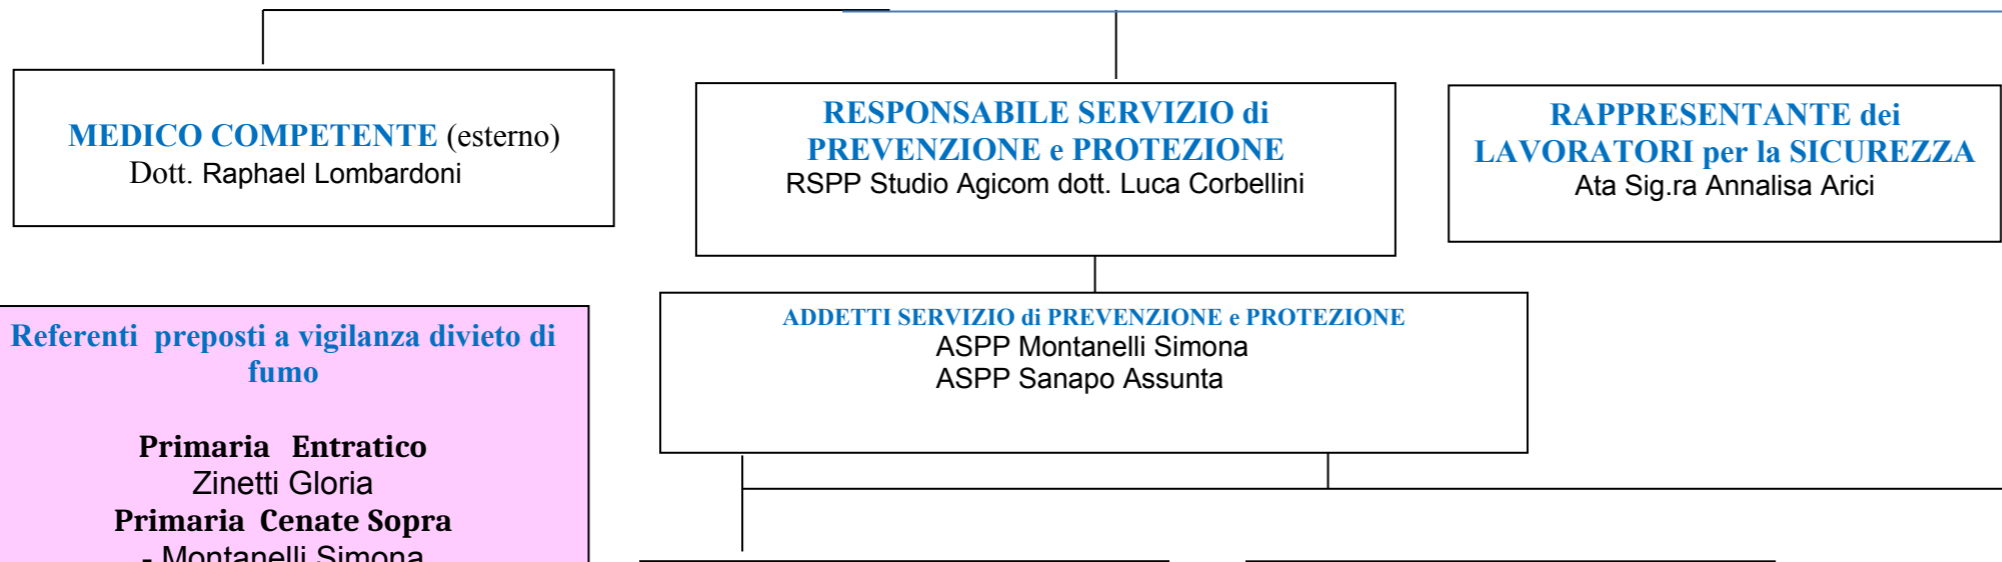 MEDICO COMPETENTE (esterno)
Dott. Raphael Lombardoni
RESPONSABILE SERVIZIO di
PREVENZIONE e PROTEZIONE
RSPP Studio Agicom dott. Luca Corbellini
RAPPRESENTANTE dei
LAVORATORI per la SICUREZZA
Ata Sig.ra Annalisa Arici
ADDETTI SERVIZIO di PREVENZIONE e PROTEZIONE
ASPP Montanelli Simona
ASPP Sanapo Assunta
Referenti preposti a vigilanza divieto di
fumo
Primaria Entratico
Zinetti Gloria
Primaria Cenate Sopra
- Montanelli Simona